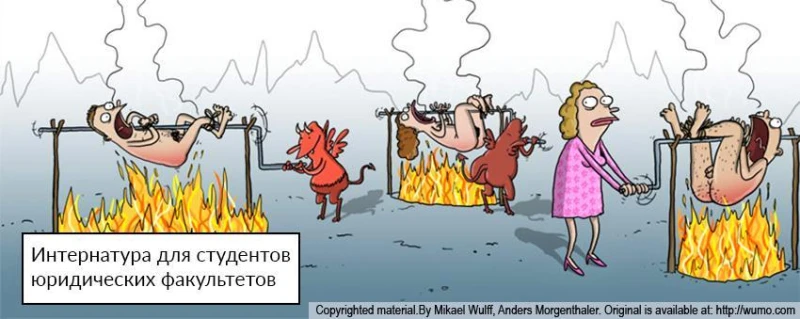 Интернатура для студентов
юридических факультетов
Copyrighted material.By Mikael Wulff, Anders Morgenthaler. Original is available at: http://wumo.com